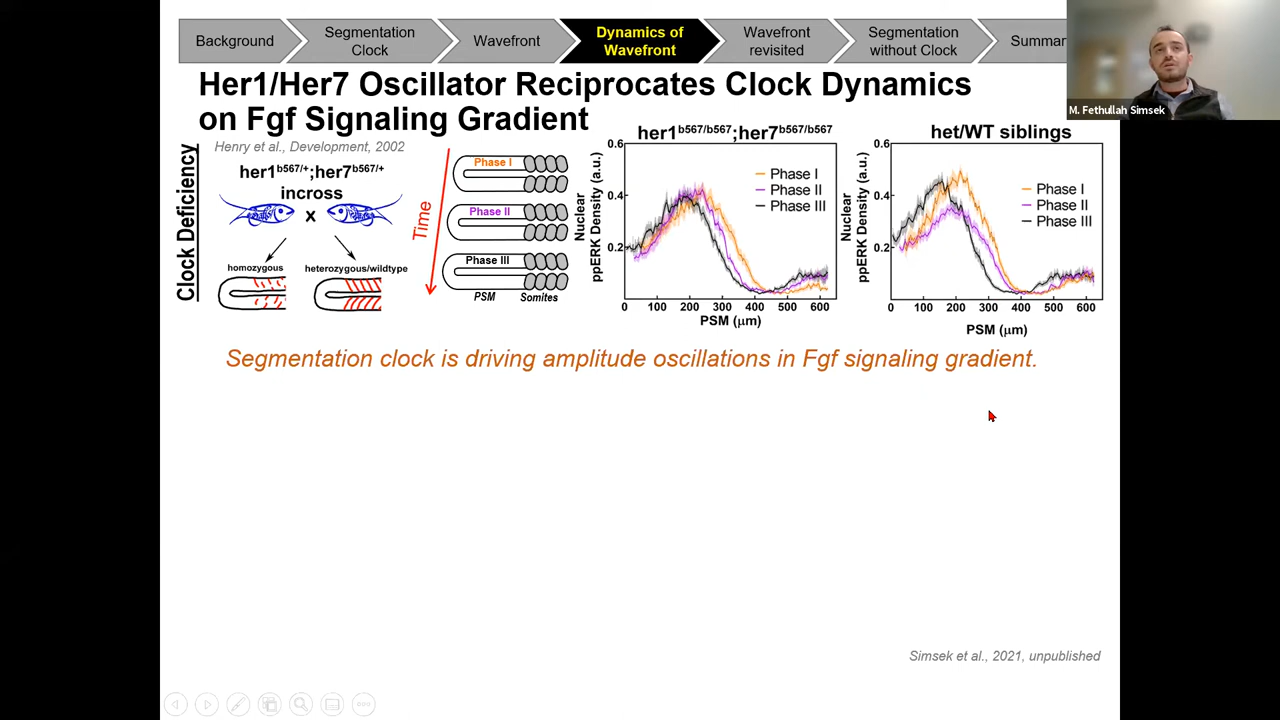 Background
Segmentation
Clock
Wavefront
Dynamics of
Wavefront
Wavefront
revisited
Segmentation
without Clock
Summar
M. Fethullah Simsek
Her1/Her7 Oscillator Reciprocates Clock Dynamics
on Fgf Signaling Gradient
Henry et al., Development, 2002
Clock Deficiency
her1b567/+;her7b567/+
incross
x
homozygous
heterozygous/wildtype
Time
Phase I
Phase II
Phase III
PSM
Somites
her1b567/b567;her7b567/b567
Nuclear
ppERK Density (a.u.)
0.6
0.4
0.2
Phase I
Phase II
Phase III
0 100 200 300 400 500 600
PSM (μm)
het/WT siblings
Nuclear
ppERK Density (a.u.)
0.6
0.4
0.2
Phase I
Phase II
Phase III
0 100 200 300 400 500 600
PSM (μm)
Segmentation clock is driving amplitude oscillations in Fgf signaling gradient.
Simsek et al., 2021, unpublished